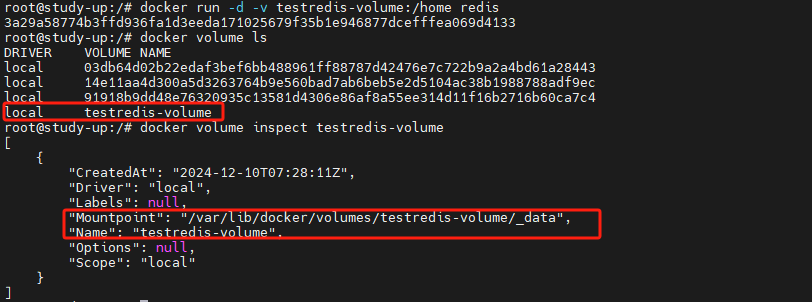 root@study-up:/# docker run -d -v testredis-volume:/home redis
3a29a58774b3ffd936fa1d3eeda171025679f35b1e946877dcefffea069d4133
root@study-up:/# docker volume ls
DRIVER    VOLUME NAME
local     03db64d02b22edaf3bef6bb488961ff88787d42476e7c722b9a2a4bd61a28443
local     14e11aa4d300a5d3263764b9e560bad7ab6beb5e2d5104ac38b1988788adf9ec
local     91918b9dd48e76320935c13581d4306e86af8a55ee314d11f16b2716b60ca7c4
local     testredis-volume
root@study-up:/# docker volume inspect testredis-volume
[
    {
        "CreatedAt": "2024-12-10T07:28:11Z",
        "Driver": "local",
        "Labels": null,
        "Mountpoint": "/var/lib/docker/volumes/testredis-volume/_data",
        "Name": "testredis-volume",
        "Options": null,
        "Scope": "local"
    }
]